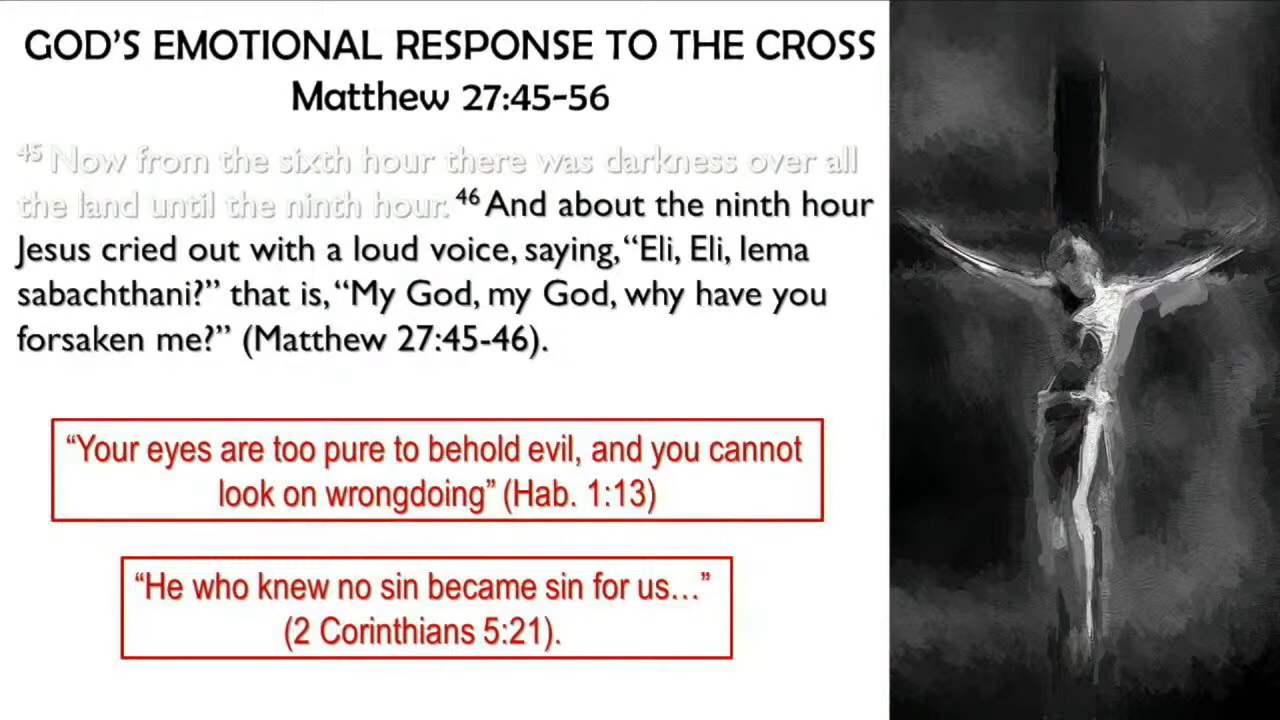 GOD'S EMOTIONAL RESPONSE TO THE CROSS
Matthew 27:45-56
45 Now from the sixth hour there was darkness over all
the land until the ninth hour. 46 And about the ninth hour
Jesus cried out with a loud voice, saying, “Eli, Eli, lema
sabachthani?” that is, “My God, my God, why have you
forsaken me?” (Matthew 27:45-46).
“Your eyes are too pure to behold evil, and you cannot
look on wrongdoing” (Hab. 1:13)
“He who knew no sin became sin for us…”
(2 Corinthians 5:21).